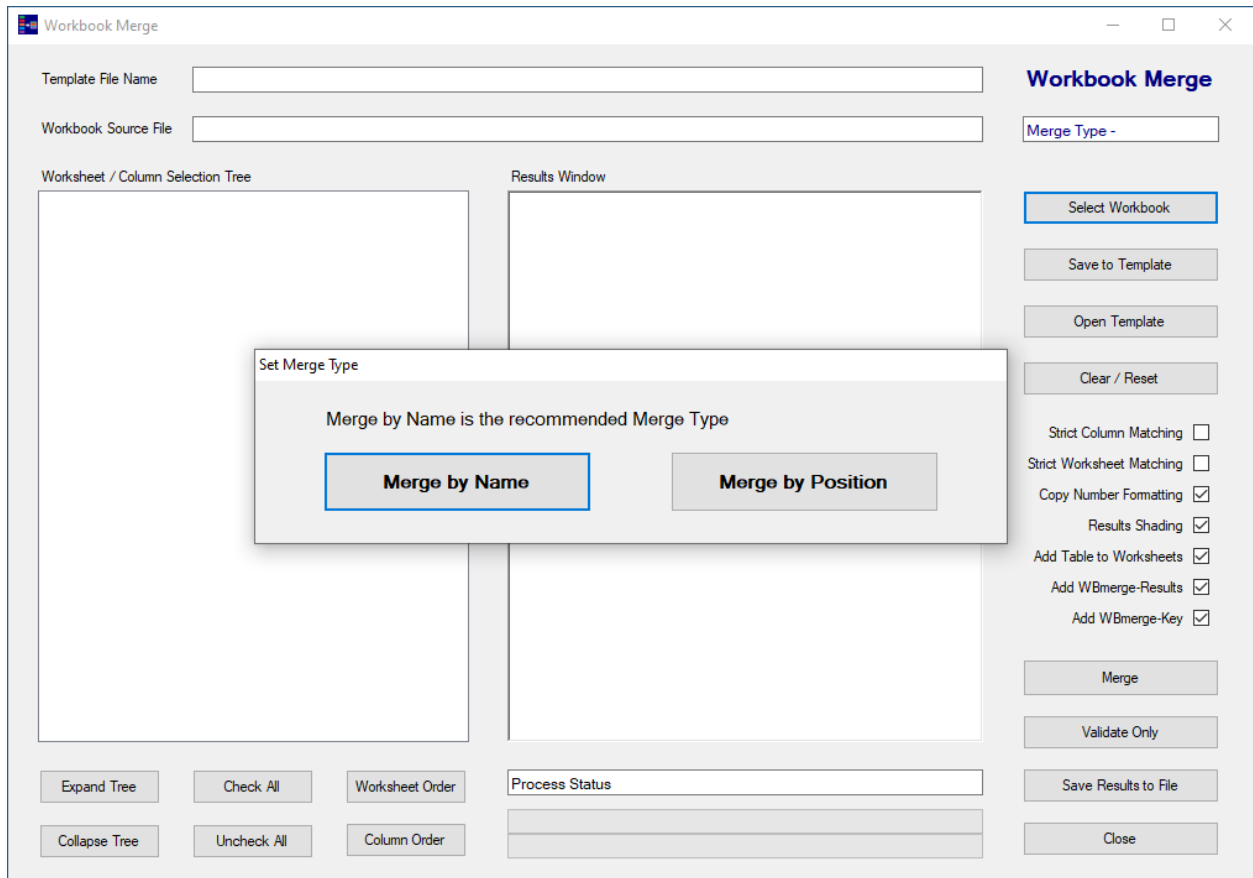 Workbook Merge
Template File Name
Workbook Merge
Workbook Source File
Merge Type -
Worksheet / Column Selection Tree
Results Window
Select Workbook
Save to Template
Open Template
Clear / Reset
Set Merge Type
Merge by Name is the recommended Merge Type
Merge by Name
Merge by Position
Strict Column Matching
Strict Worksheet Matching
Copy Number Formatting
Results Shading
Add Table to Worksheets
Add WBmerge-Results
Add WBmerge-Key
Merge
Validate Only
Expand Tree
Check All
Worksheet Order
Process Status
Save Results to File
Collapse Tree
Uncheck All
Column Order
Close